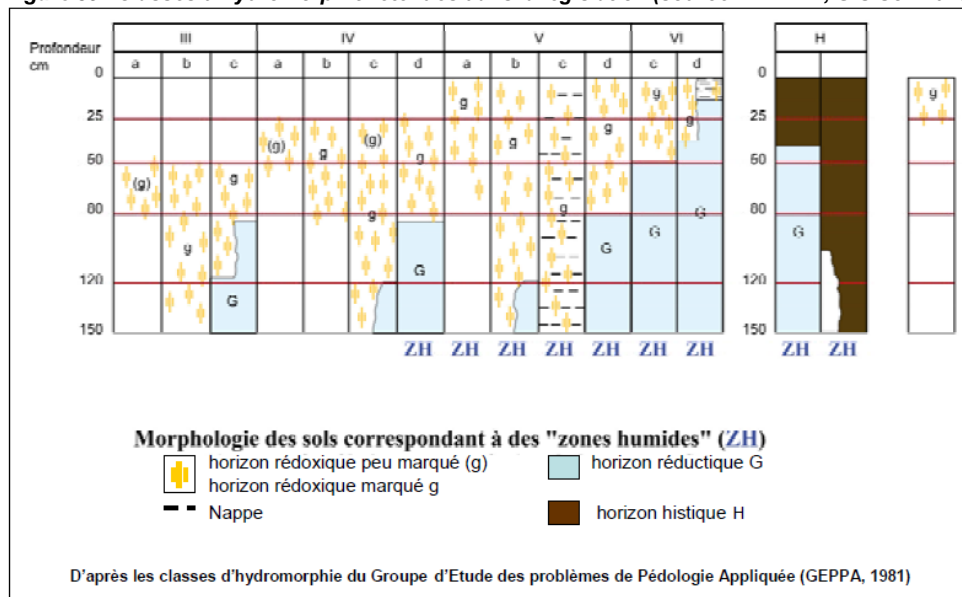 Classes d'hydromorphie
III IV V VI H
Profondeur
cm
a b c a b c d a b c d c d
0 0
g g g
25 25
g g
(g) g
(g) g g
50 50
(g) g
80 80
g g G
G G
g G
G
120 120
G
150 150
ZH ZH ZH ZH ZH ZH ZH ZH ZH
Morphologie des sols correspondant à des "zones humides" (ZH)
horizon rédoxique peu marqué (g) horizon réductique G
horizon rédoxique marqué g
Nappe horizon histique H
D'après les classes d'hydromorphie du Groupe d'Etude des problèmes de Pédologie Appliquée (GEPPA, 1981)